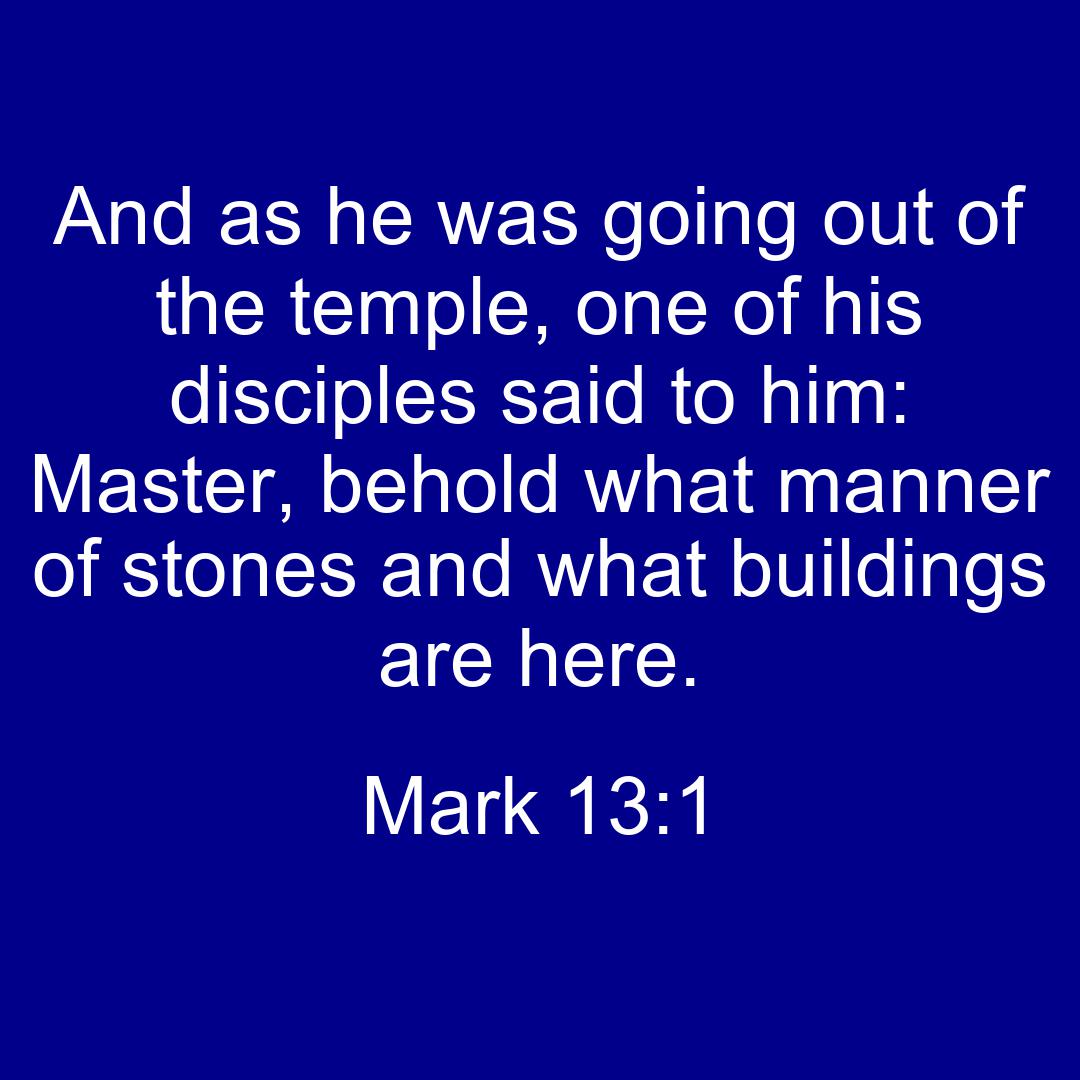 And as he was going out of
the temple, one of his
disciples said to him:
Master, behold what manner
of stones and what buildings
are here.
Mark 13:1